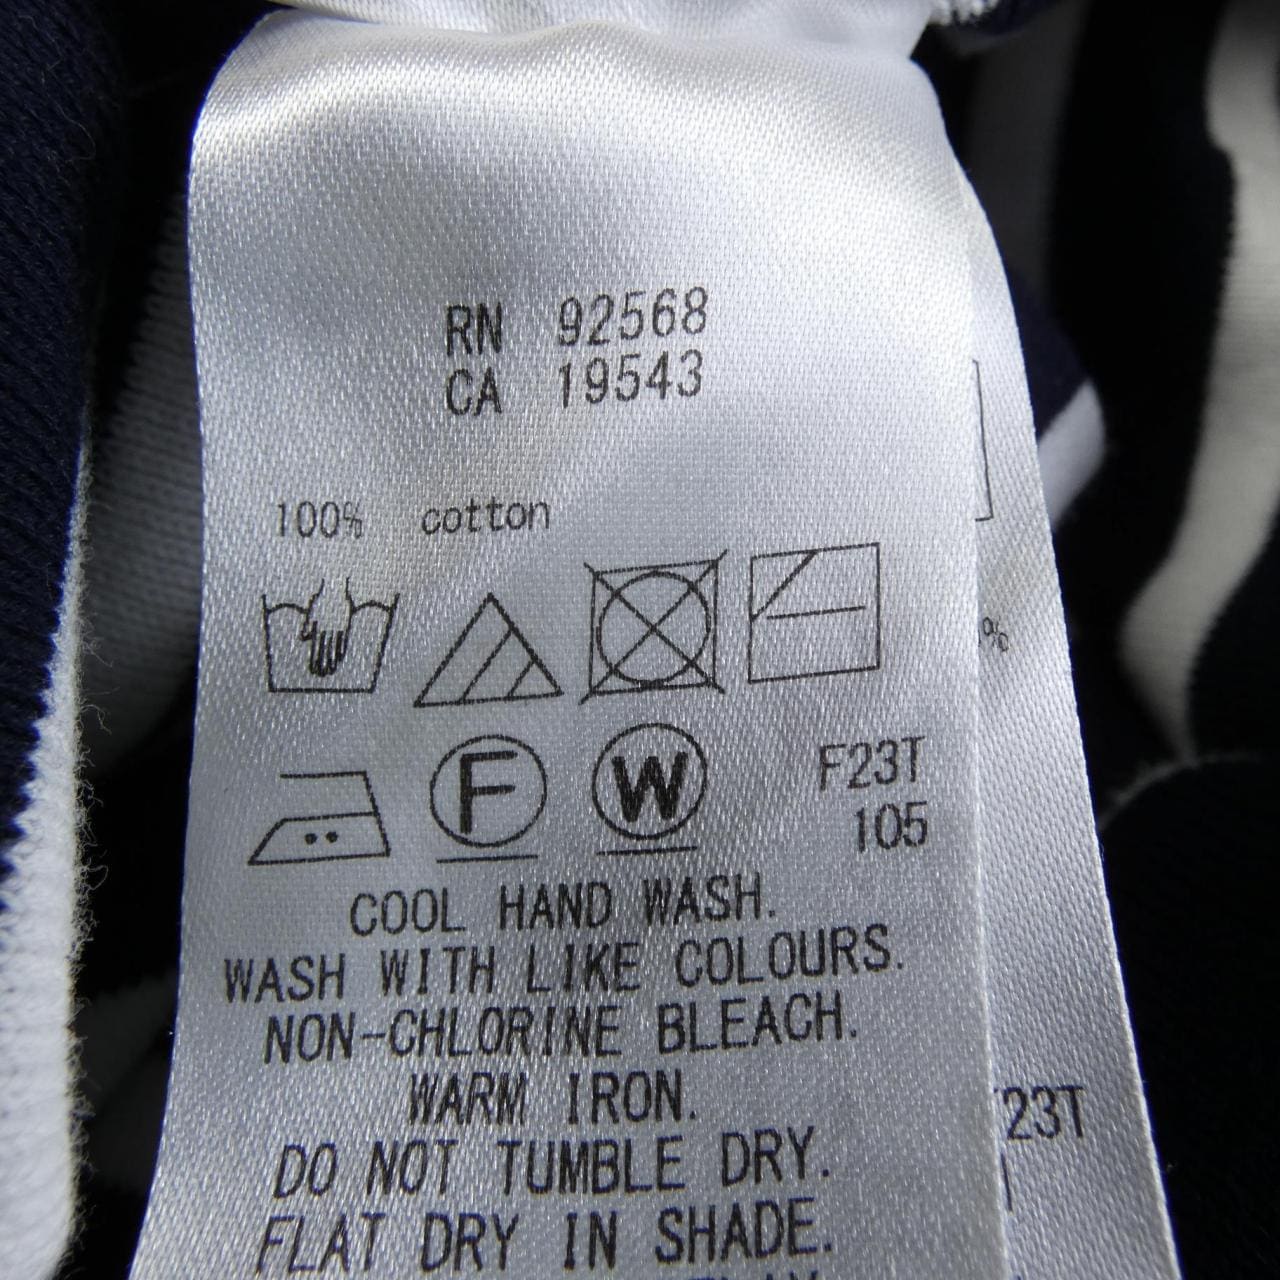 RN 92568
CA 19543
100% cotton
F W F23T
105
COOL HAND WASH.
WASH WITH LIKE COLOURS.
NON-CHLORINE BLEACH.
WARM IRON.
DO NOT TUMBLE DRY.
FLAT DRY IN SHADE.
%
23T